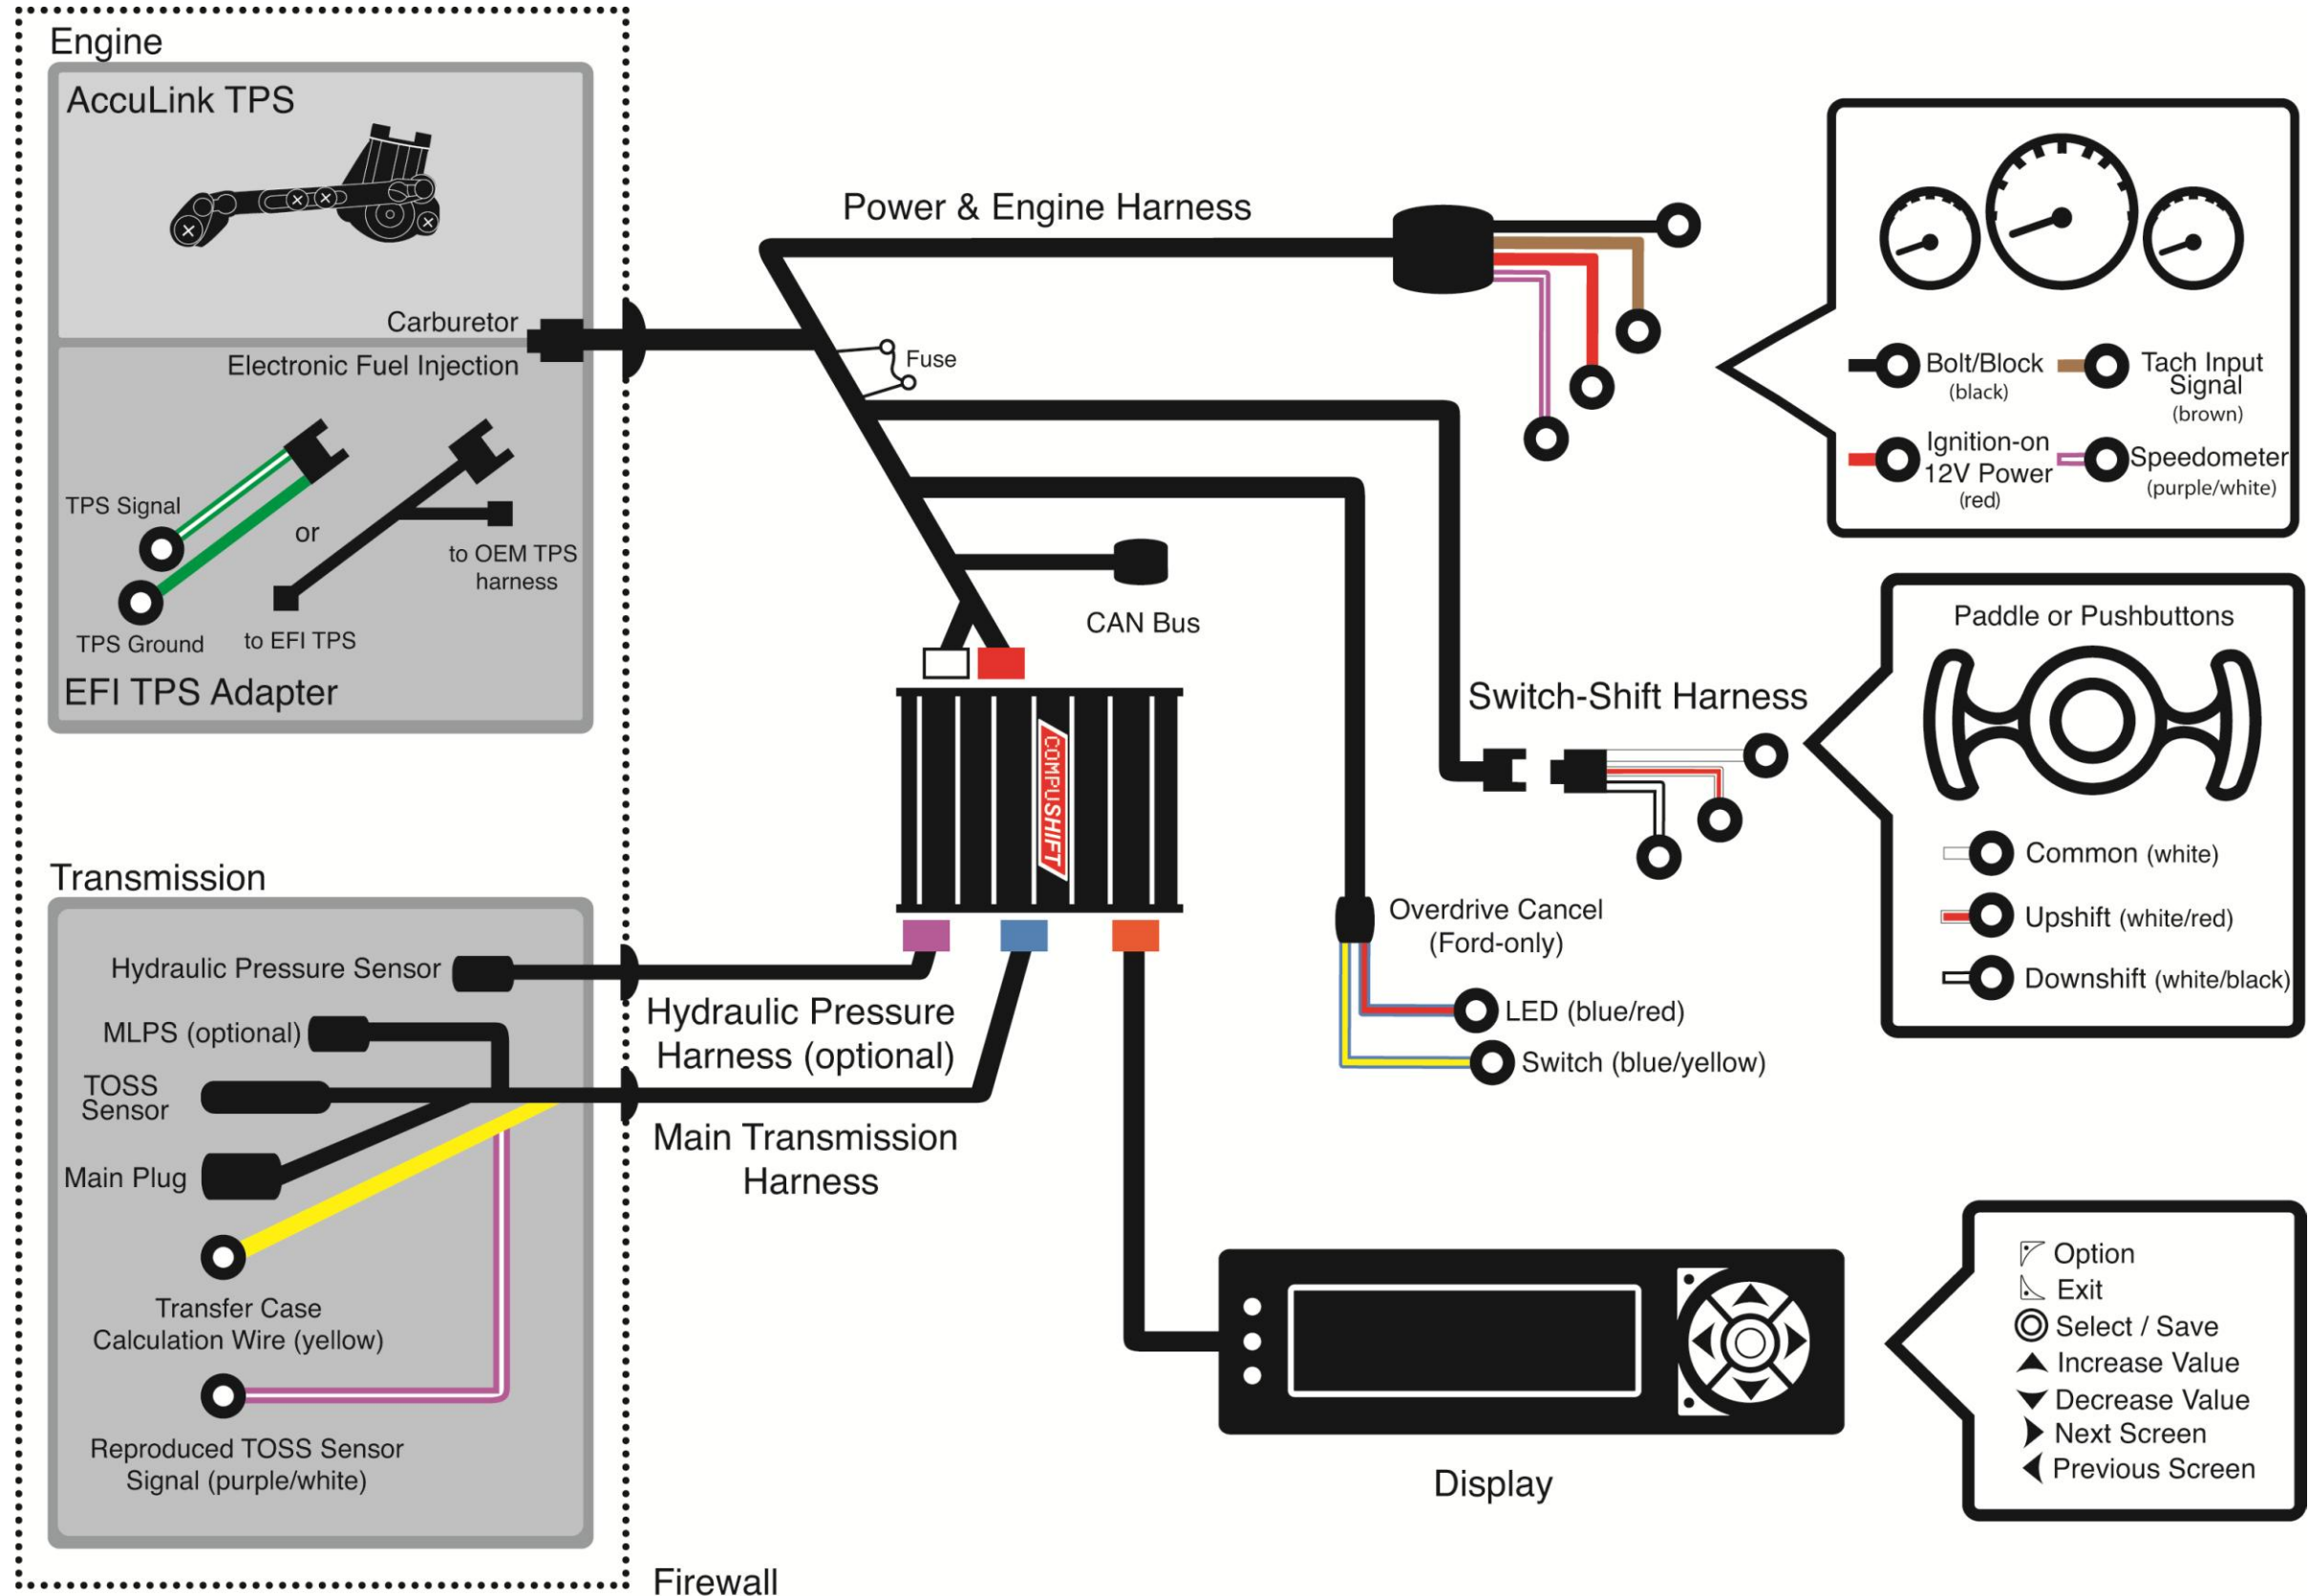 Engine
AccuLink TPS
Carburetor
Electronic Fuel Injection
TPS Signal
or
to OEM TPS
harness
TPS Ground
to EFI TPS
EFI TPS Adapter
Transmission
Hydraulic Pressure Sensor
MLPS (optional)
TOSS
Sensor
Main Plug
Transfer Case
Calculation Wire (yellow)
Reproduced TOSS Sensor
Signal (purple/white)
Firewall
Power & Engine Harness
Fuse
CAN Bus
COMPUSHIFT
Hydraulic Pressure
Harness (optional)
Main Transmission
Harness
Switch-Shift Harness
Overdrive Cancel
(Ford-only)
LED (blue/red)
Switch (blue/yellow)
Display
Bolt/Block
(black)
Tach Input
Signal
(brown)
Ignition-on
12V Power
(red)
Speedometer
(purple/white)
Paddle or Pushbuttons
Common (white)
Upshift (white/red)
Downshift (white/black)
Option
Exit
Select / Save
Increase Value
Decrease Value
Next Screen
Previous Screen